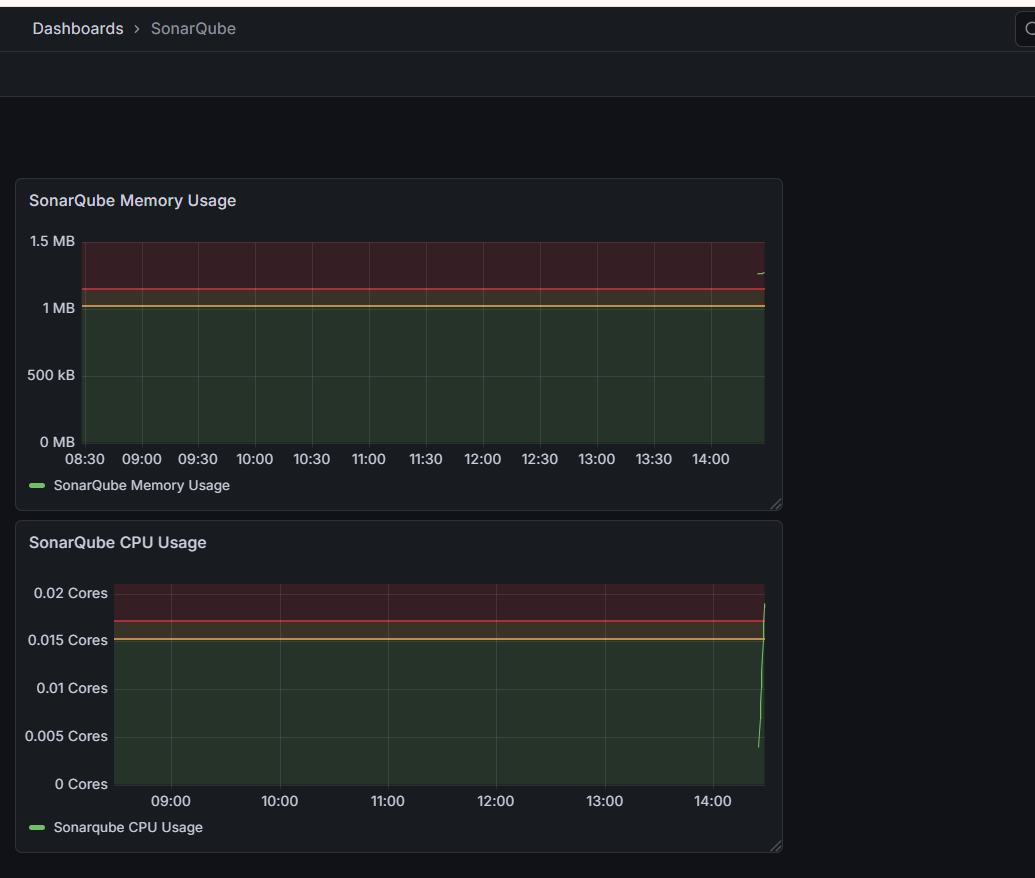 Dashboards › SonarQube
SonarQube Memory Usage
1.5 MB
1 MB
500 kB
0 MB
08:30 09:00 09:30 10:00 10:30 11:00 11:30 12:00 12:30 13:00 13:30 14:00
SonarQube Memory Usage
SonarQube CPU Usage
0.02 Cores
0.015 Cores
0.01 Cores
0.005 Cores
0 Cores
09:00 10:00 11:00 12:00 13:00 14:00
Sonarqube CPU Usage